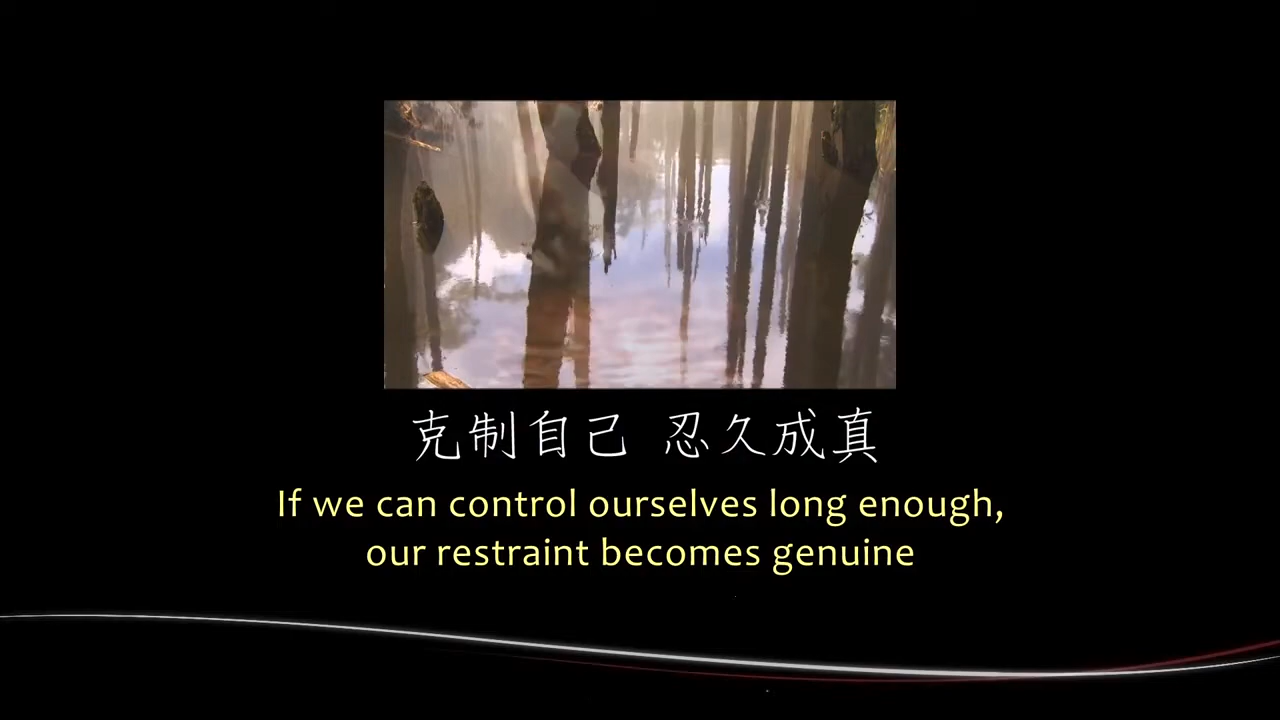 克制自己 忍久成真
If we can control ourselves long enough,
our restraint becomes genuine